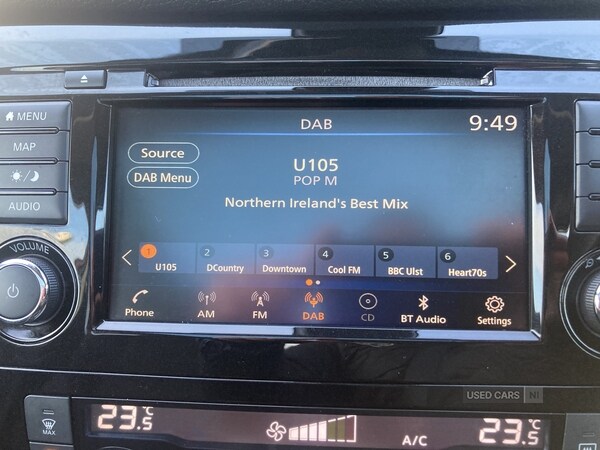 MENU
MAP
AUDIO
VOLUME
DAB
9:49
Source
DAB Menu
U105
POP M
Northern Ireland's Best Mix
1
U105
2
DCountry
3
Downtown
4
Cool FM
5
BBC Ulst
6
Heart70s
Phone
AM
FM
DAB
CD
BT Audio
Settings
USED CARS NI
MAX
23.5°C
A/C
23.5°C